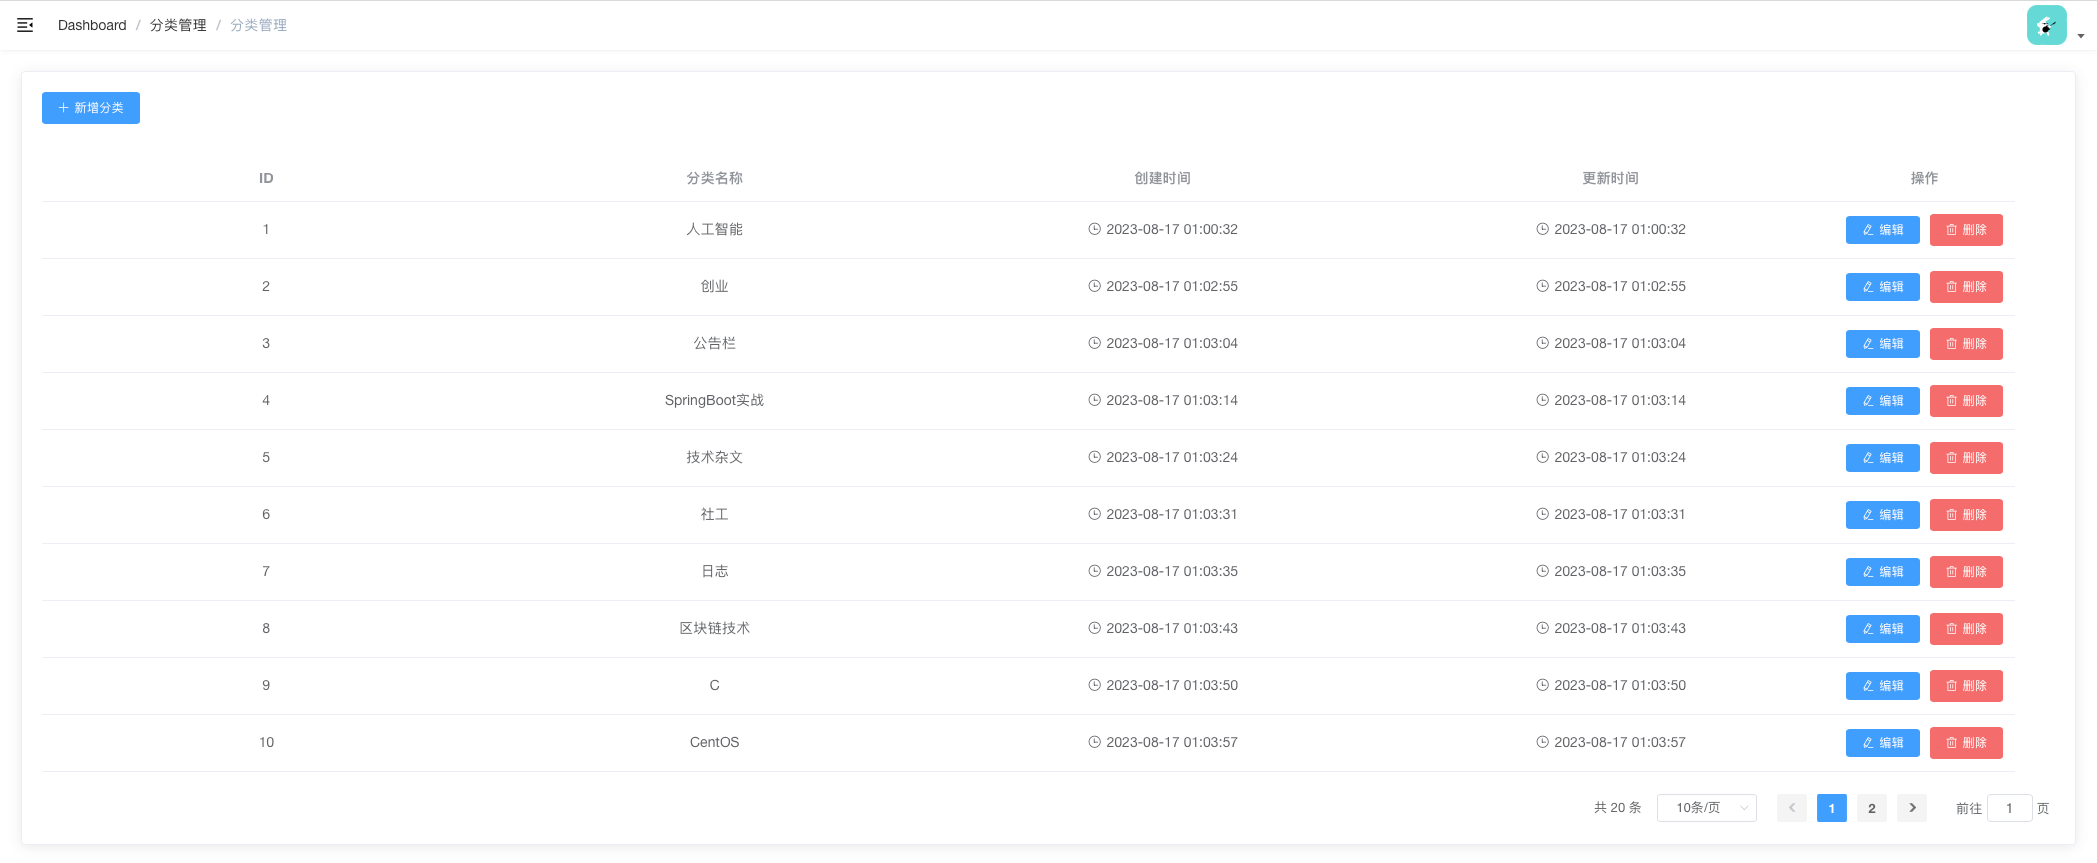 Dashboard / 分类管理 / 分类管理
新增分类
ID 分类名称 创建时间 更新时间 操作
1 人工智能 2023-08-17 01:00:32 2023-08-17 01:00:32 编辑 删除
2 创业 2023-08-17 01:02:55 2023-08-17 01:02:55 编辑 删除
3 公告栏 2023-08-17 01:03:04 2023-08-17 01:03:04 编辑 删除
4 SpringBoot实战 2023-08-17 01:03:14 2023-08-17 01:03:14 编辑 删除
5 技术杂文 2023-08-17 01:03:24 2023-08-17 01:03:24 编辑 删除
6 社工 2023-08-17 01:03:31 2023-08-17 01:03:31 编辑 删除
7 日志 2023-08-17 01:03:35 2023-08-17 01:03:35 编辑 删除
8 区块链技术 2023-08-17 01:03:43 2023-08-17 01:03:43 编辑 删除
9 C 2023-08-17 01:03:50 2023-08-17 01:03:50 编辑 删除
10 CentOS 2023-08-17 01:03:57 2023-08-17 01:03:57 编辑 删除
共 20 条 10条/页 1 2 前往 1 页